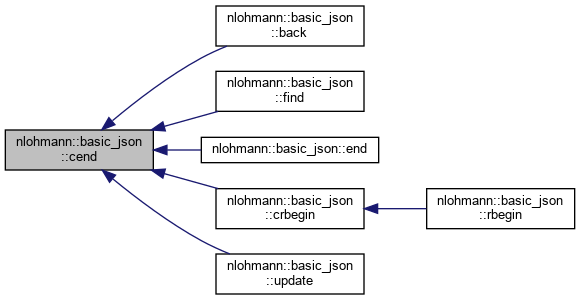 nlohmann::basic_json
::back
nlohmann::basic_json
::find
nlohmann::basic_json
::cend
nlohmann::basic_json::end
nlohmann::basic_json
::crbegin
nlohmann::basic_json
::rbegin
nlohmann::basic_json
::update